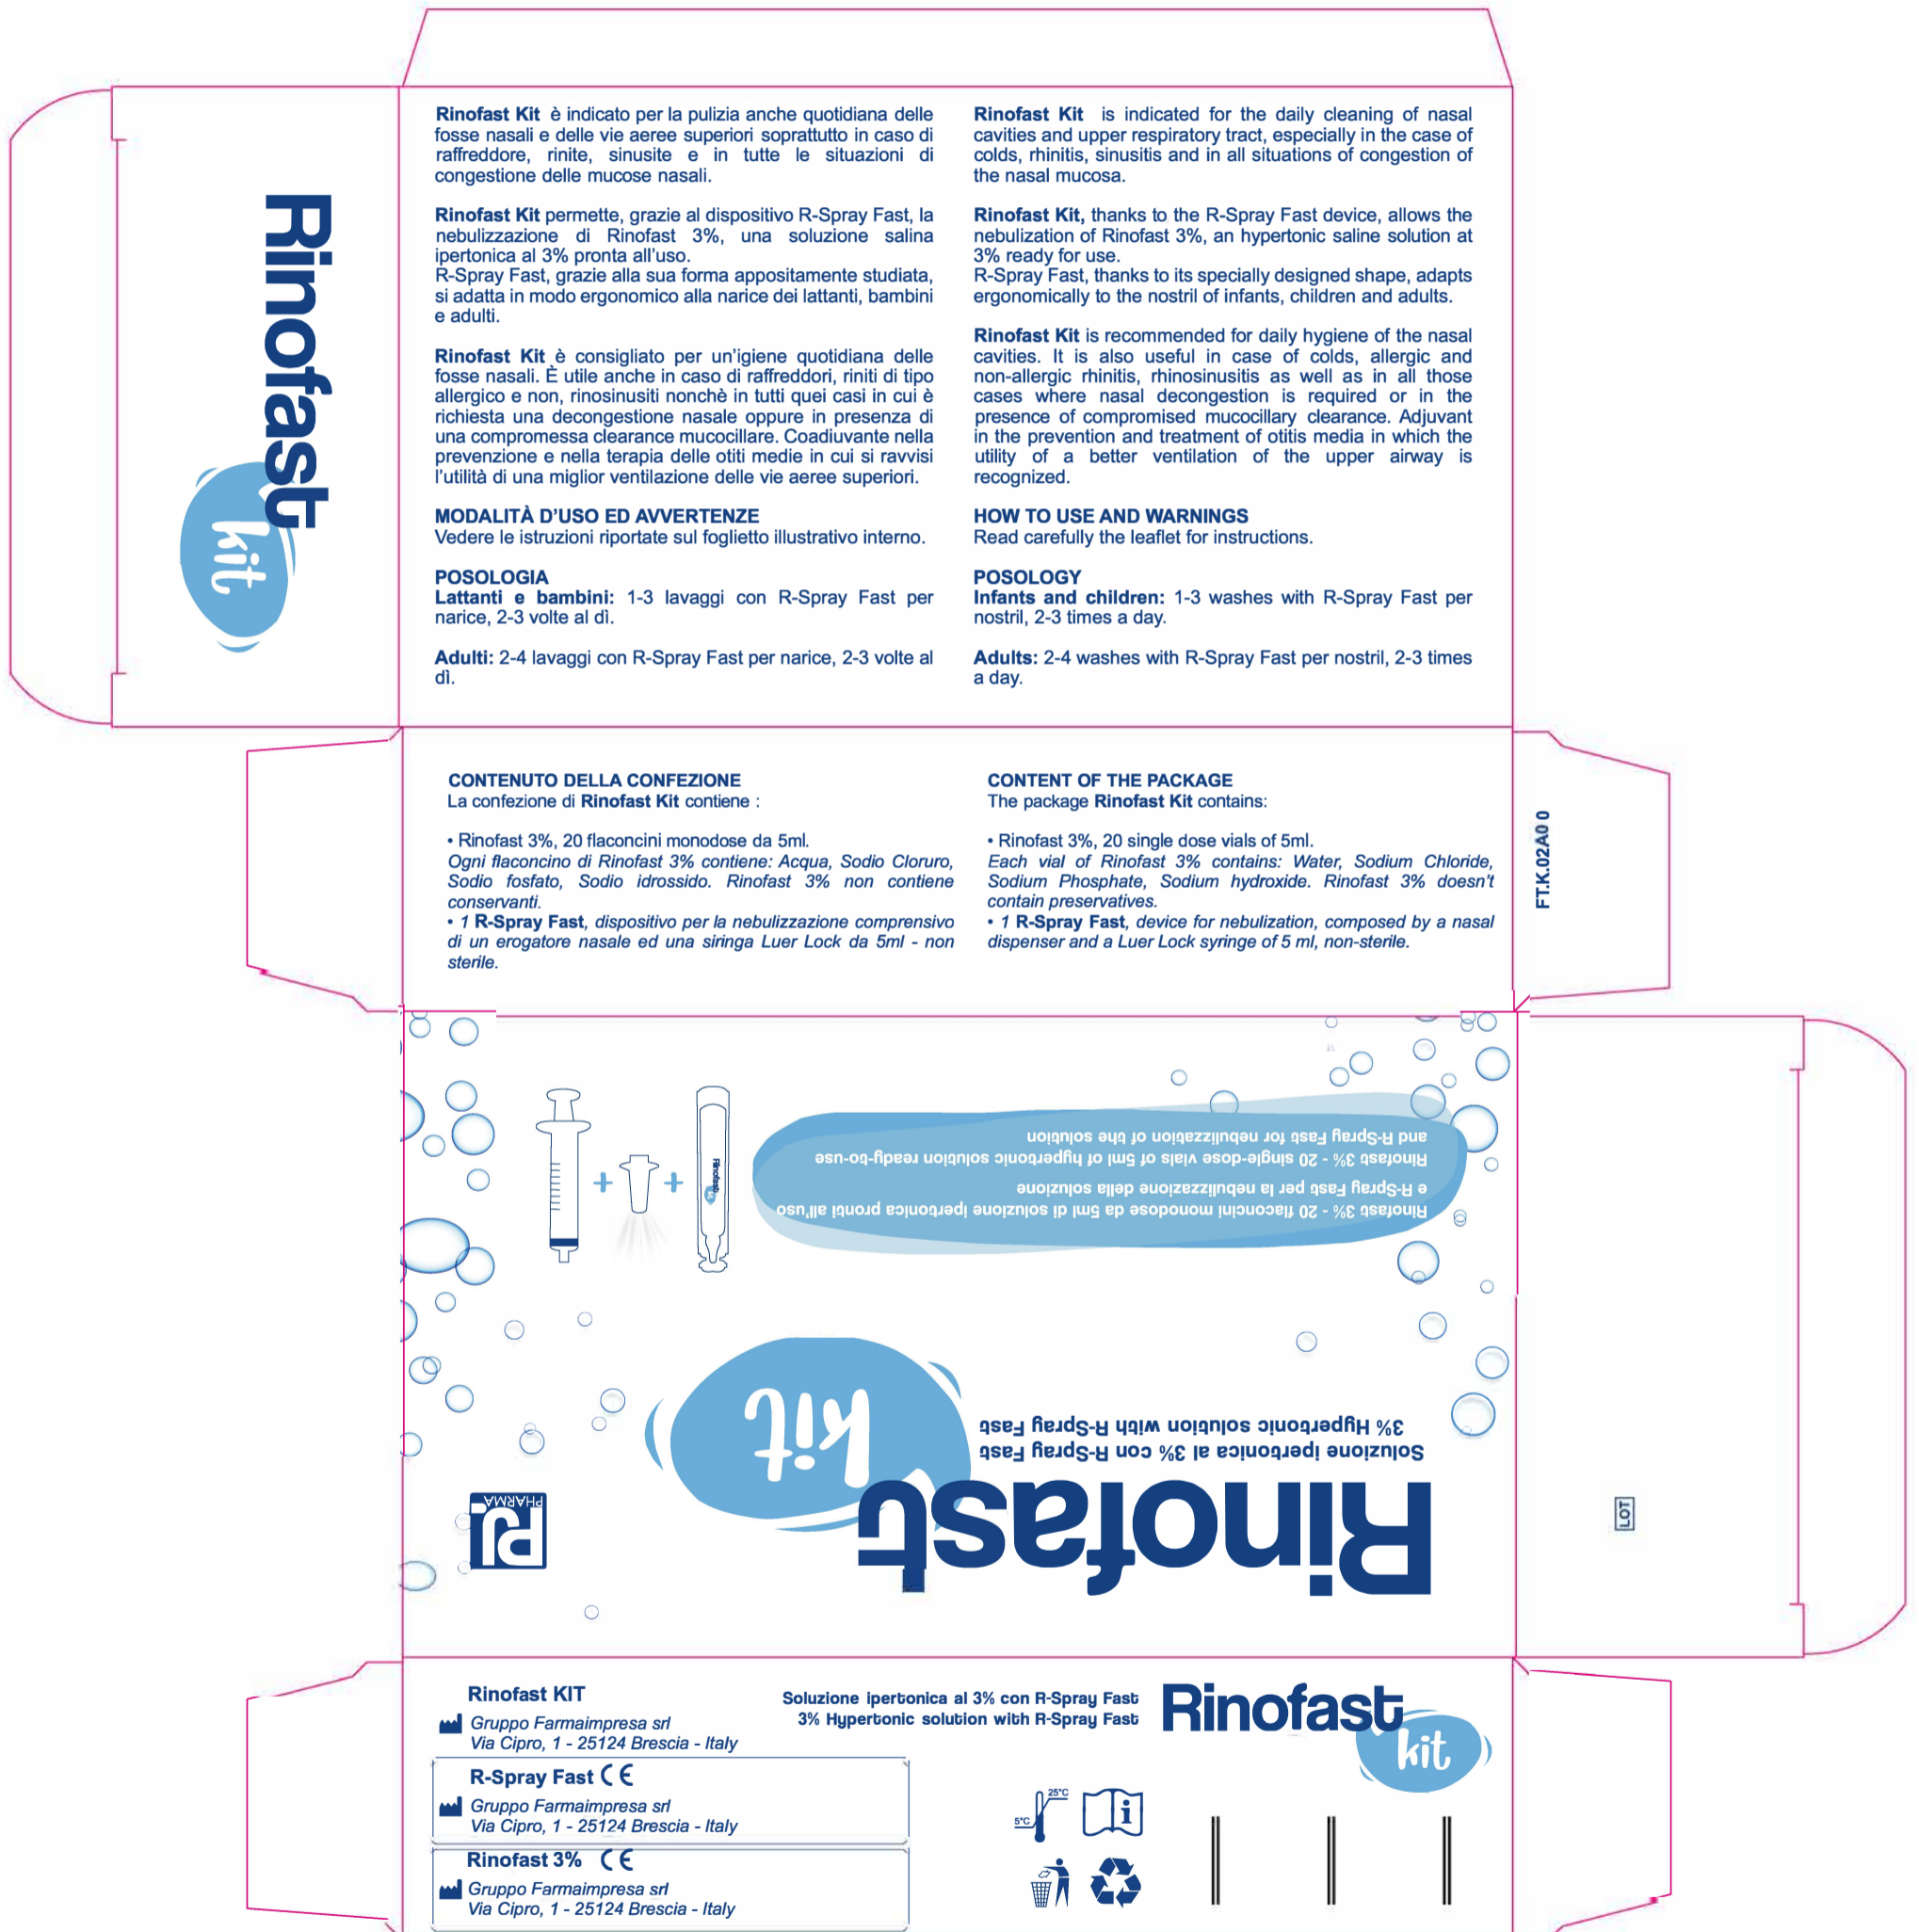 Rinofast
kit
Rinofast Kit è indicato per la pulizia anche quotidiana delle
fosse nasali e delle vie aeree superiori soprattutto in caso di
raffreddore, rinite, sinusite e in tutte le situazioni di
congestione delle mucose nasali.
Rinofast Kit permette, grazie al dispositivo R-Spray Fast, la
nebulizzazione di Rinofast 3%, una soluzione salina
ipertonica al 3% pronta all'uso.
R-Spray Fast, grazie alla sua forma appositamente studiata,
si adatta in modo ergonomico alla narice dei lattanti, bambini
e adulti.
Rinofast Kit è consigliato per un'igiene quotidiana delle
fosse nasali. È utile anche in caso di raffreddori, riniti di tipo
allergico e non, rinosinusiti nonchè in tutti quei casi in cui è
richiesta una decongestione nasale oppure in presenza di
una compromessa clearance mucocillare. Coadiuvante nella
prevenzione e nella terapia delle otiti medie in cui si ravvisi
l'utilità di una miglior ventilazione delle vie aeree superiori.
MODALITÀ D'USO ED AVVERTENZE
Vedere le istruzioni riportate sul foglietto illustrativo interno.
POSOLOGIA
Lattanti e bambini: 1-3 lavaggi con R-Spray Fast per
narice, 2-3 volte al dì.
Adulti: 2-4 lavaggi con R-Spray Fast per narice, 2-3 volte al
dì.
Rinofast Kit is indicated for the daily cleaning of nasal
cavities and upper respiratory tract, especially in the case of
colds, rhinitis, sinusitis and in all situations of congestion of
the nasal mucosa.
Rinofast Kit, thanks to the R-Spray Fast device, allows the
nebulization of Rinofast 3%, an hypertonic saline solution at
3% ready for use.
R-Spray Fast, thanks to its specially designed shape, adapts
ergonomically to the nostril of infants, children and adults.
Rinofast Kit is recommended for daily hygiene of the nasal
cavities. It is also useful in case of colds, allergic and
non-allergic rhinitis, rhinosinusitis as well as in all those
cases where nasal decongestion is required or in the
presence of compromised mucocillary clearance. Adjuvant
in the prevention and treatment of otitis media in which the
utility of a better ventilation of the upper airway is
recognized.
HOW TO USE AND WARNINGS
Read carefully the leaflet for instructions.
POSOLOGY
Infants and children: 1-3 washes with R-Spray Fast per
nostril, 2-3 times a day.
Adults: 2-4 washes with R-Spray Fast per nostril, 2-3 times
a day.
CONTENUTO DELLA CONFEZIONE
La confezione di Rinofast Kit contiene :
• Rinofast 3%, 20 flaconcini monodose da 5ml.
Ogni flaconcino di Rinofast 3% contiene: Acqua, Sodio Cloruro,
Sodio fosfato, Sodio idrossido. Rinofast 3% non contiene
conservanti.
• 1 R-Spray Fast, dispositivo per la nebulizzazione comprensivo
di un erogatore nasale ed una siringa Luer Lock da 5ml - non
sterile.
CONTENT OF THE PACKAGE
The package Rinofast Kit contains:
• Rinofast 3%, 20 single dose vials of 5ml.
Each vial of Rinofast 3% contains: Water, Sodium Chloride,
Sodium Phosphate, Sodium hydroxide. Rinofast 3% doesn't
contain preservatives.
• 1 R-Spray Fast, device for nebulization, composed by a nasal
dispenser and a Luer Lock syringe of 5 ml, non-sterile.
FT.K.02A0 0
Rinofast
kit
PJ
PHARMA
Soluzione ipertonica al 3% con R-Spray Fast
3% Hypertonic solution with R-Spray Fast
Rinofast 3% - 20 flaconcini monodose da 5ml di soluzione ipertonica pronti all'uso
e R-Spray Fast per la nebulizzazione della soluzione
Rinofast 3% - 20 single-dose vials of 5ml of hypertonic solution ready-to-use
and R-Spray Fast for nebulization of the solution
+
+
Rinofast
LOT
Rinofast KIT
Gruppo Farmaimpresa srl
Via Cipro, 1 - 25124 Brescia - Italy
R-Spray Fast CE
Gruppo Farmaimpresa srl
Via Cipro, 1 - 25124 Brescia - Italy
Rinofast 3% CE
Gruppo Farmaimpresa srl
Via Cipro, 1 - 25124 Brescia - Italy
Soluzione ipertonica al 3% con R-Spray Fast
3% Hypertonic solution with R-Spray Fast
Rinofast
kit
25°C
5°C
i